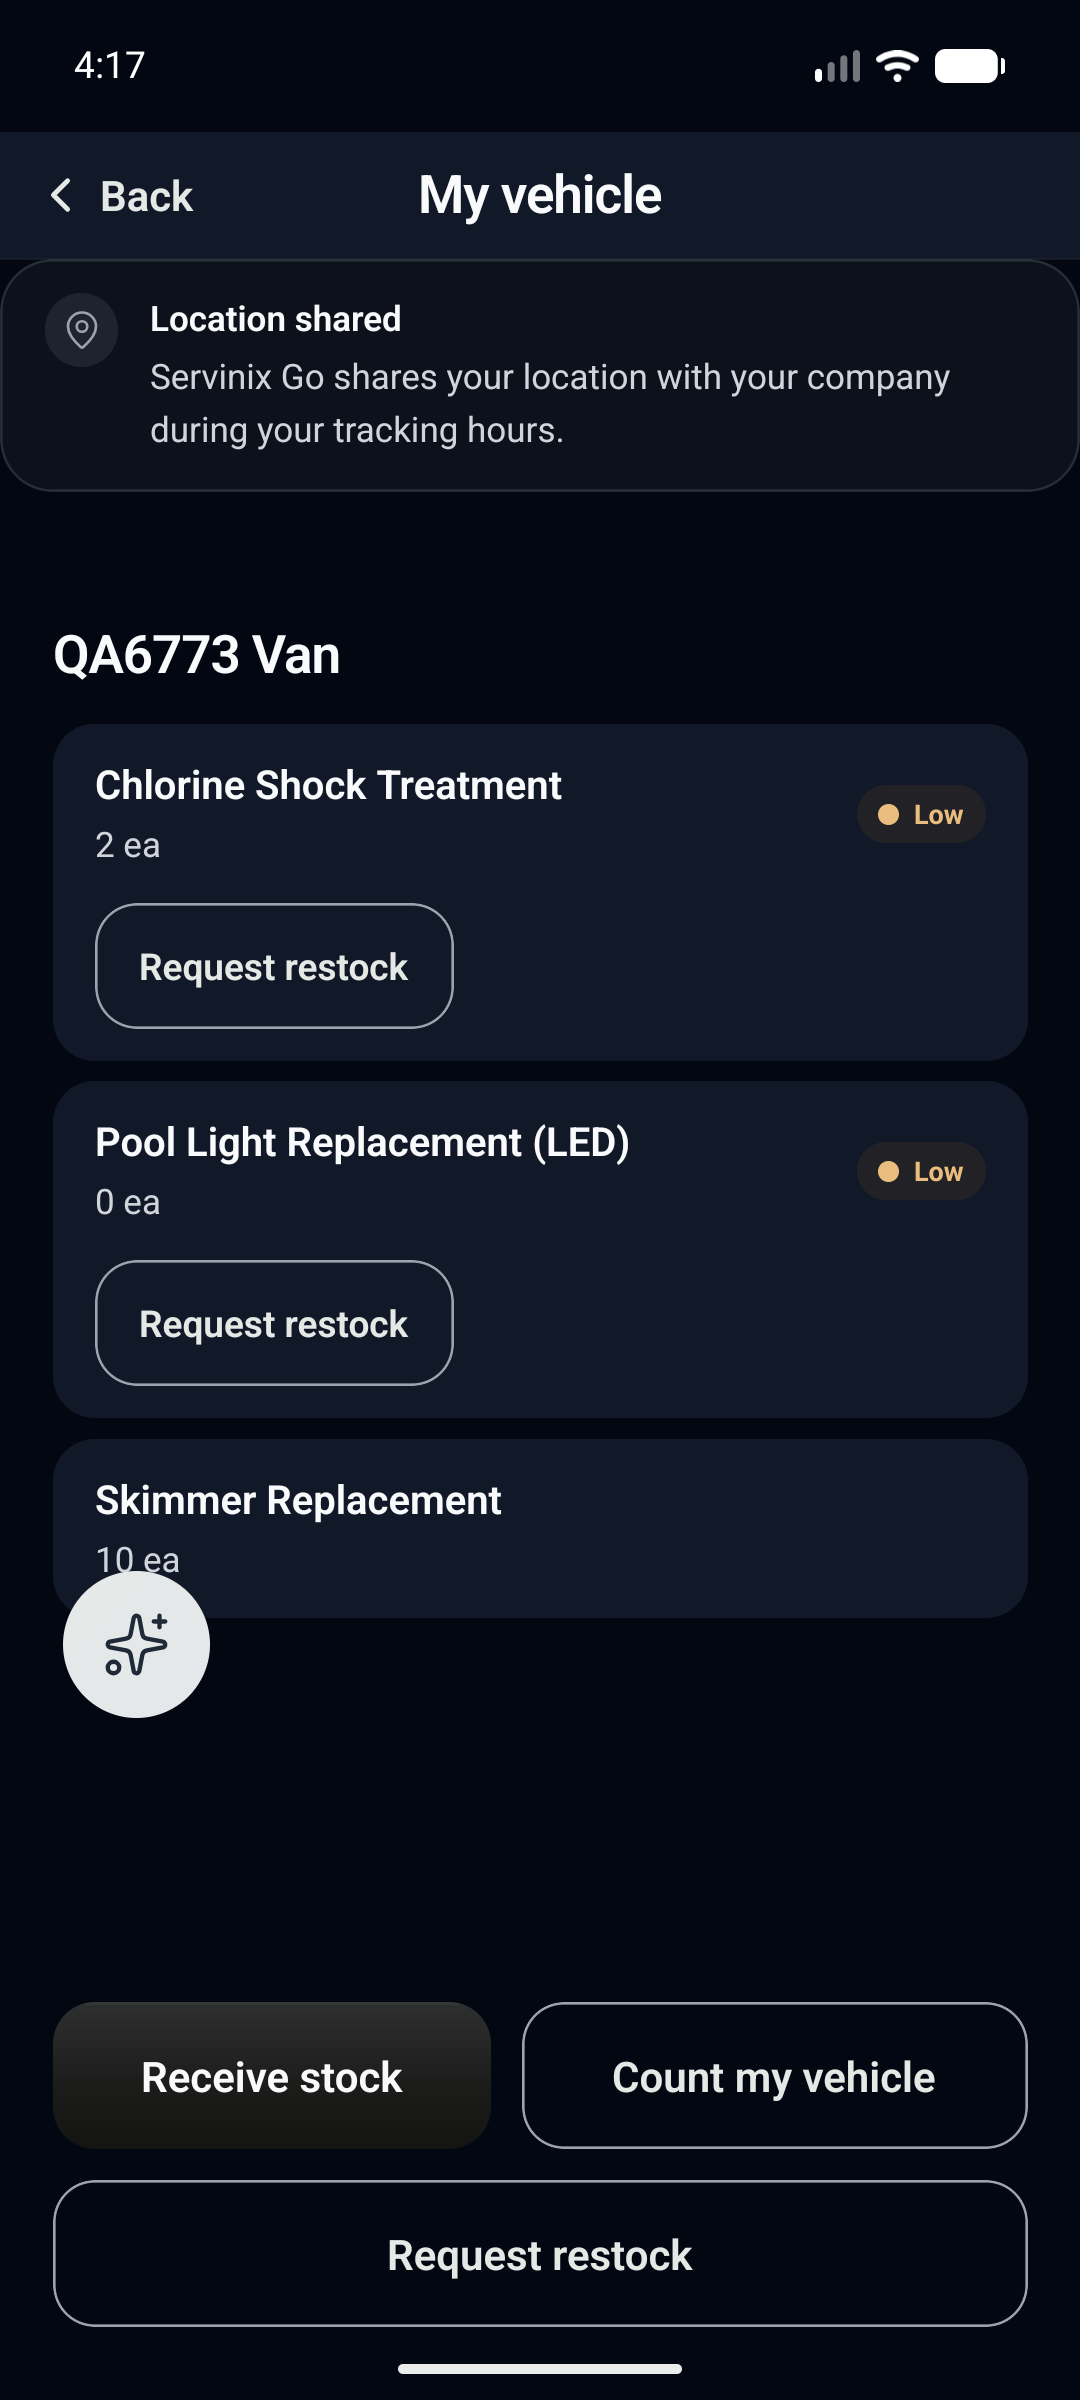 4:17
Back
My vehicle
Location shared
Servinix Go shares your location with your company
during your tracking hours.
QA6773 Van
Chlorine Shock Treatment
2 ea
Low
Request restock
Pool Light Replacement (LED)
0 ea
Low
Request restock
Skimmer Replacement
10 ea
Receive stock
Count my vehicle
Request restock